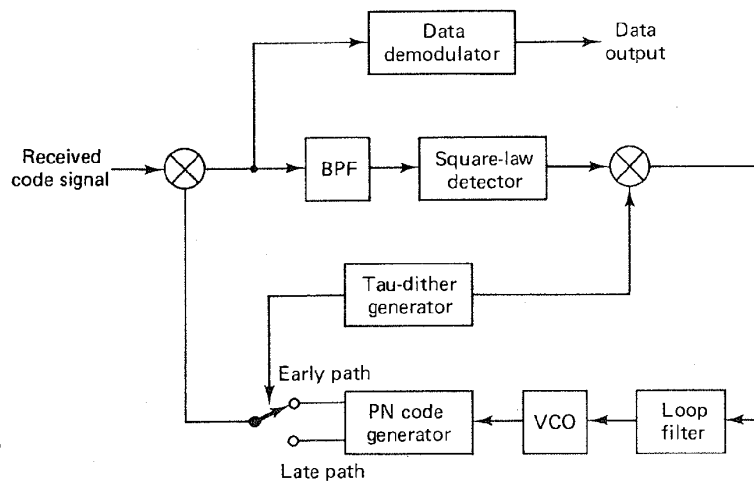 Data
demodulator
Data
output
Received
code signal
BPF
Square-law
detector
Tau-dither
generator
Early path
PN code
generator
VCO
Loop
filter
Late path